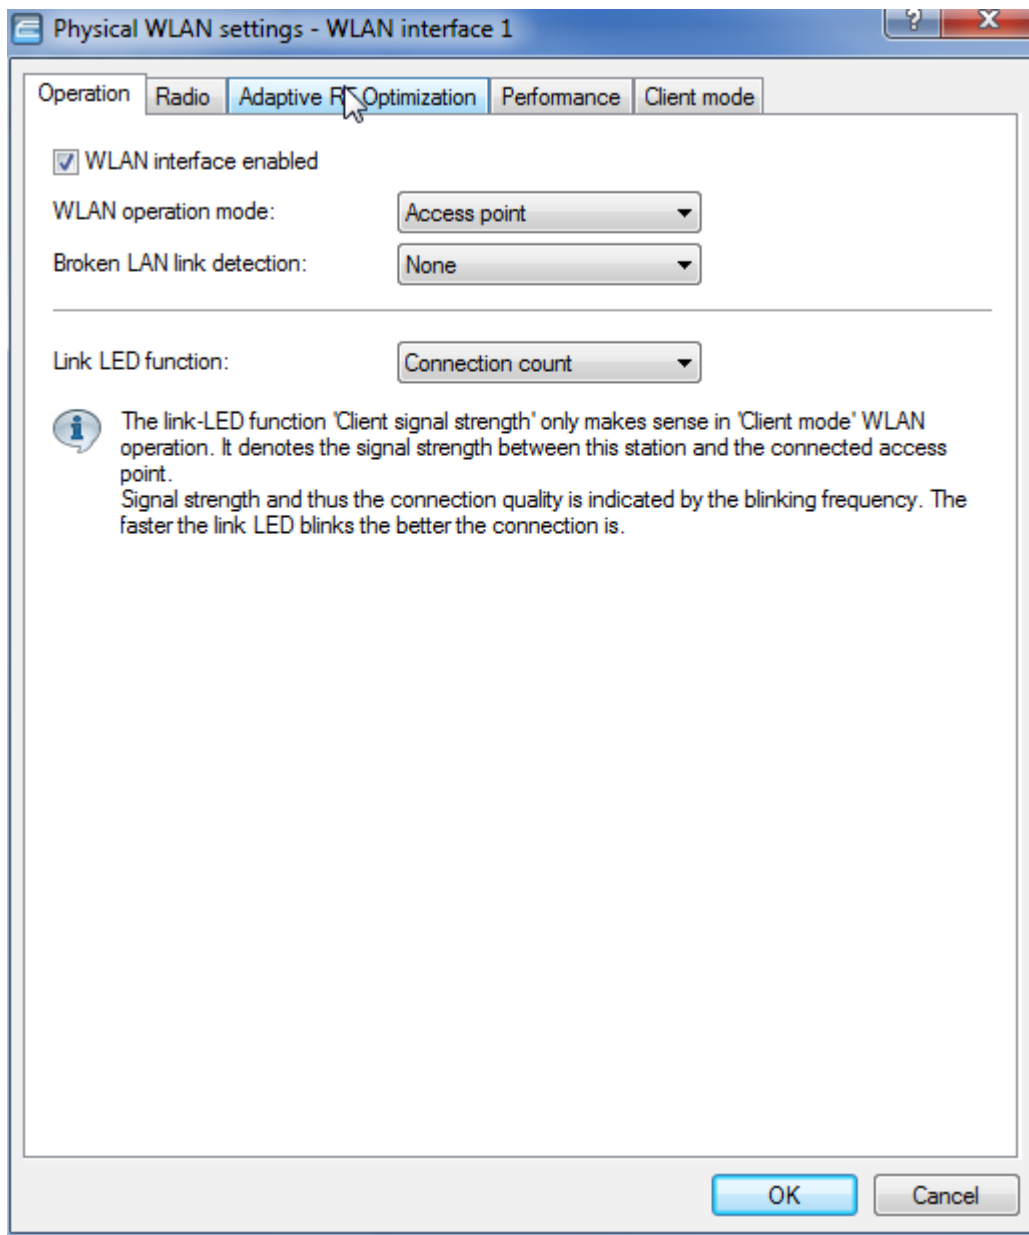 Physical WLAN settings - WLAN interface 1
? X
Operation Radio Adaptive RF Optimization Performance Client mode
WLAN interface enabled
WLAN operation mode: Access point
Broken LAN link detection: None
Link LED function: Connection count
The link-LED function 'Client signal strength' only makes sense in 'Client mode' WLAN
operation. It denotes the signal strength between this station and the connected access
point.
Signal strength and thus the connection quality is indicated by the blinking frequency. The
faster the link LED blinks the better the connection is.
OK Cancel